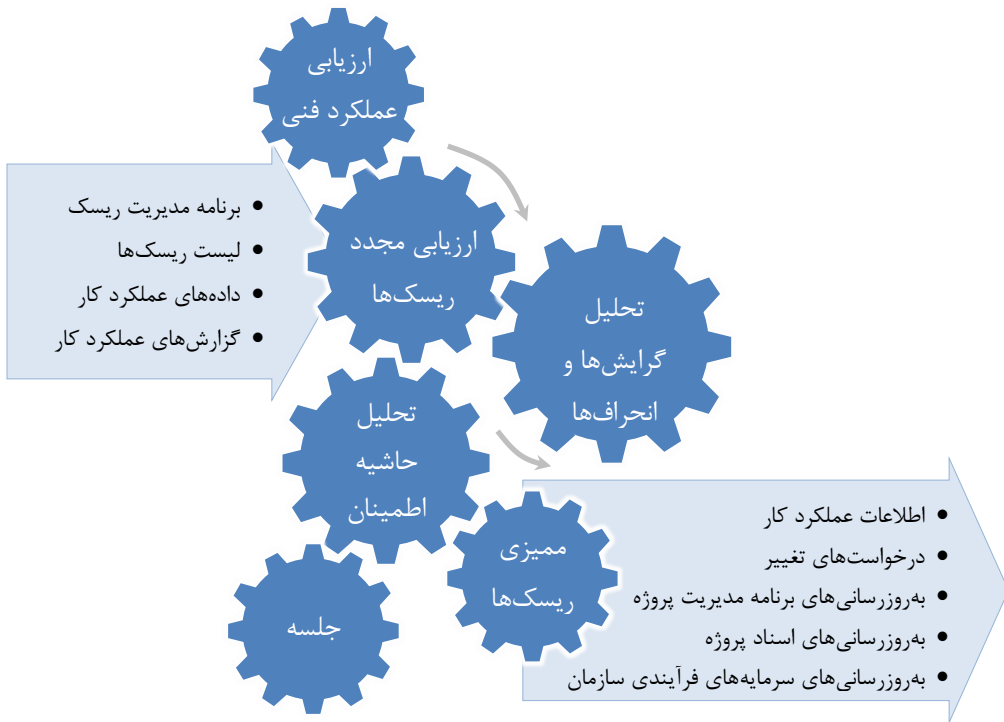 ارزیابی
عملکرد فنی
• برنامه مدیریت ریسک
• لیست ریسک‌ها
• داده‌های عملکرد کار
• گزارش‌های عملکرد کار
ارزیابی مجدد
ریسک‌ها
تحلیل
گرایش‌ها و
انحراف‌ها
تحلیل
حاشیه
اطمینان
ممیزی
ریسک‌ها
جلسه
• اطلاعات عملکرد کار
• درخواست‌های تغییر
• به‌روزرسانی‌های برنامه مدیریت پروژه
• به‌روزرسانی‌های اسناد پروژه
• به‌روزرسانی‌های سرمایه‌های فرآیندی سازمان